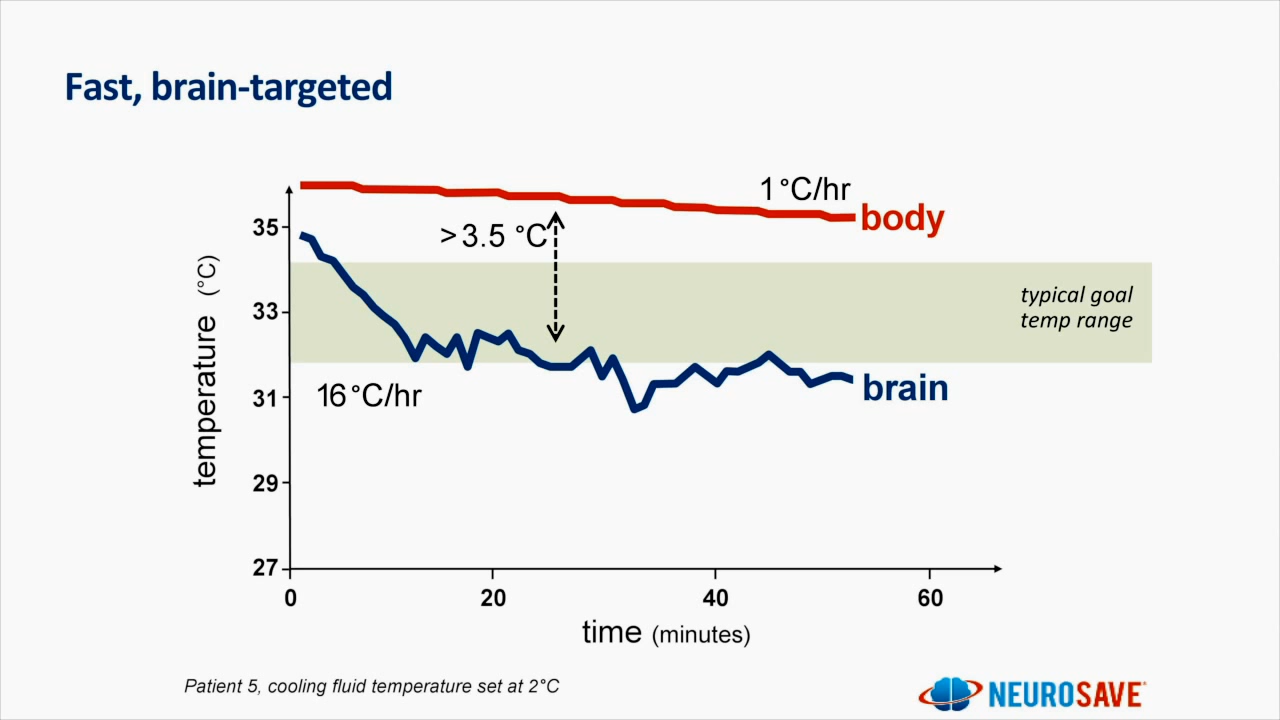 Fast, brain-targeted
1 °C/hr
body
35
> 3.5 °C
typical goal
temp range
33
temperature (°C)
31
16 °C/hr
brain
29
27
0
20
40
60
time (minutes)
Patient 5, cooling fluid temperature set at 2°C
NEUROSAVE